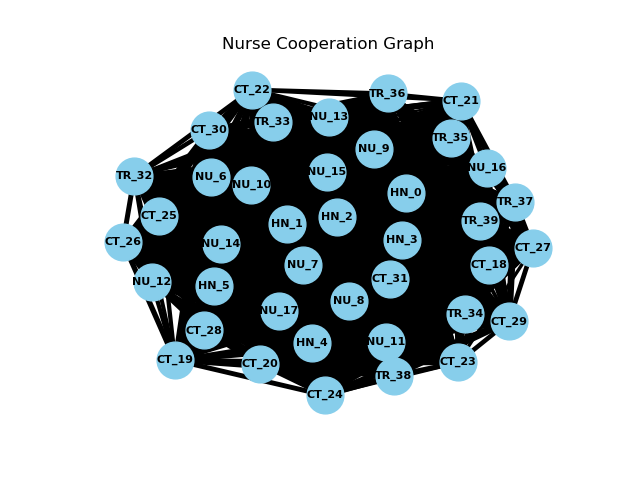 Nurse Cooperation Graph
CT_22
TR_36
CT_21
TR_33
NU_13
CT_30
TR_35
NU_9
NU_16
NU_15
TR_32
NU_6
NU_10
HN_0
TR_37
CT_25
HN_2
TR_39
HN_1
CT_26
NU_14
HN_3
CT_27
NU_7
CT_18
CT_31
NU_12
HN_5
NU_8
NU_17
TR_34
CT_29
CT_28
HN_4
NU_11
CT_19
CT_20
CT_23
TR_38
CT_24